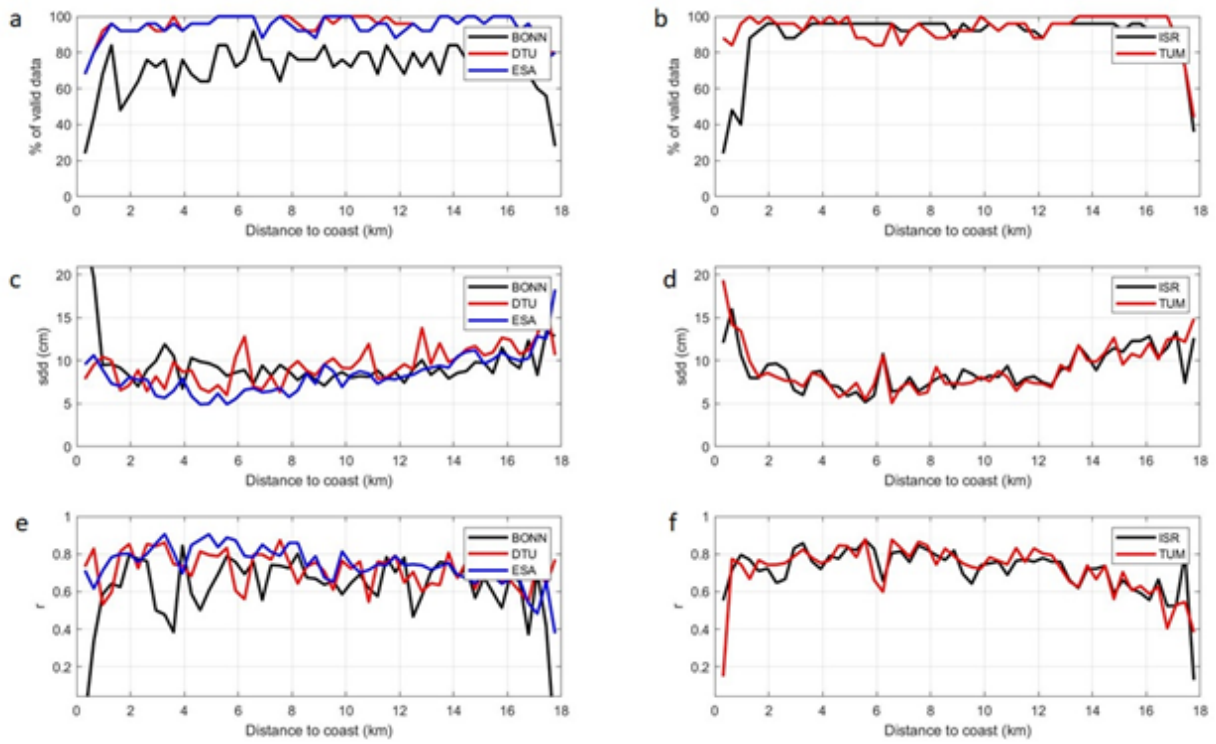 a
100
80
60
40
20
0
% of valid data
BONN
DTU
ESA
0 2 4 6 8 10 12 14 16 18
Distance to coast (km)
b
100
80
60
40
20
0
% of valid data
ISR
TUM
0 2 4 6 8 10 12 14 16 18
Distance to coast (km)
c
20
15
10
5
0
sdd (cm)
BONN
DTU
ESA
0 2 4 6 8 10 12 14 16 18
Distance to coast (km)
d
20
15
10
5
0
sdd (cm)
ISR
TUM
0 2 4 6 8 10 12 14 16 18
Distance to coast (km)
e
1
0.8
0.6
0.4
0.2
r
BONN
DTU
ESA
0 2 4 6 8 10 12 14 16 18
Distance to coast (km)
f
1
0.8
0.6
0.4
0.2
r
ISR
TUM
0 2 4 6 8 10 12 14 16 18
Distance to coast (km)